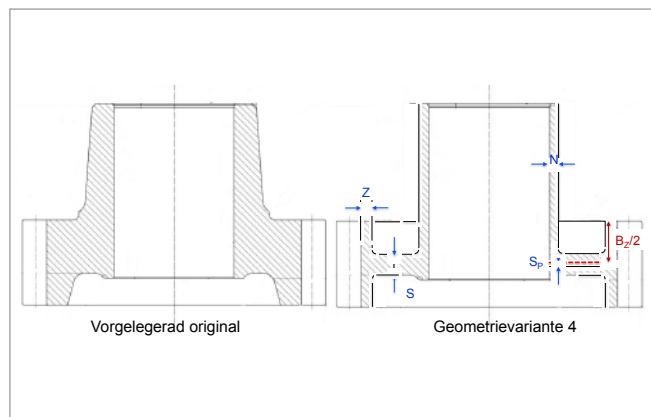 N
Z
B_Z/2
S_P
S
Vorgelegerad original
Geometrievariante 4